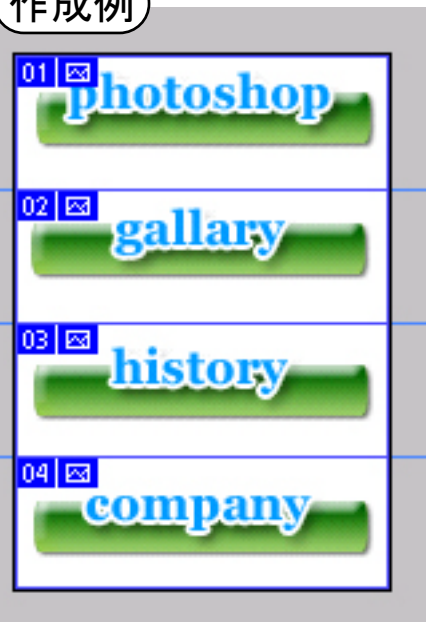 作成例
01
photoshop
02
gallary
03
history
04
company